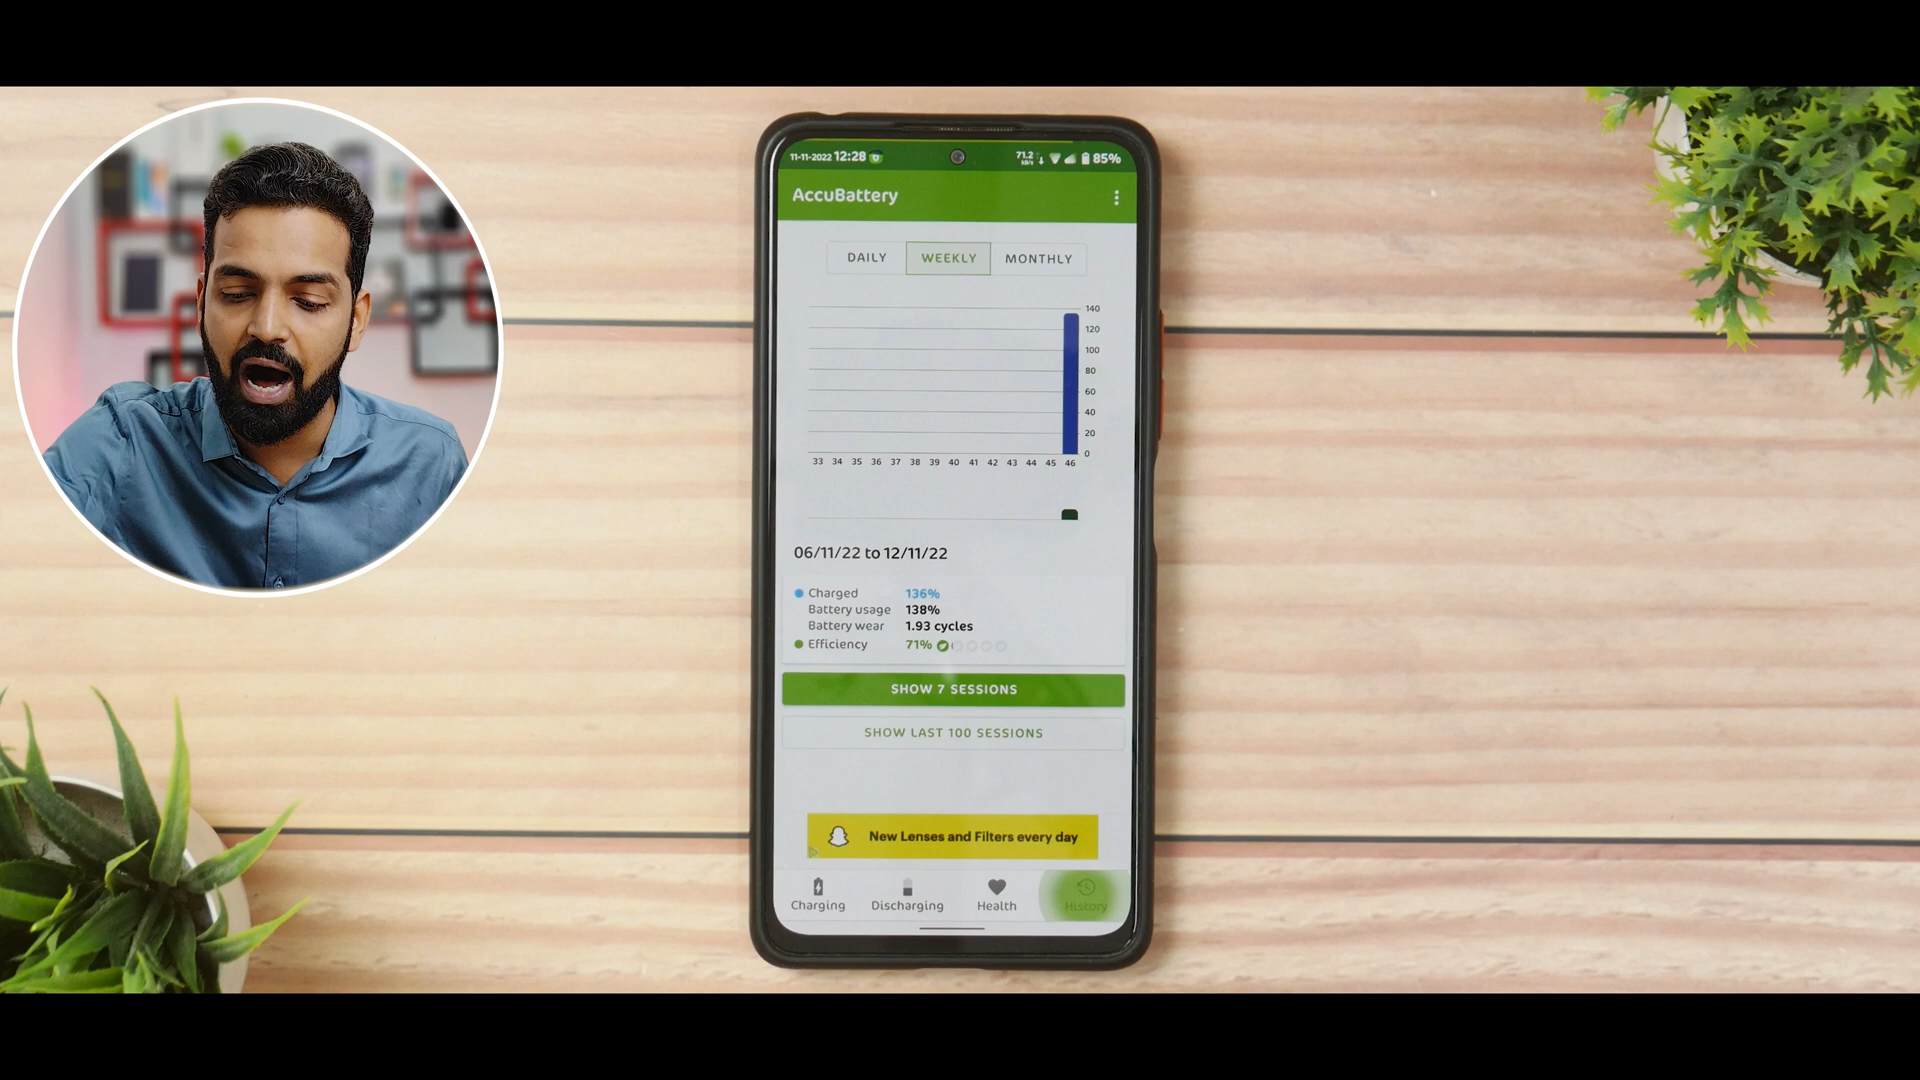 11-11-2022 12:28
71.2 kB/s 85%
AccuBattery
DAILY WEEKLY MONTHLY
140
120
100
80
60
40
20
0
33 34 35 36 37 38 39 40 41 42 43 44 45 46
06/11/22 to 12/11/22
Charged 136%
Battery usage 138%
Battery wear 1.93 cycles
Efficiency 71%
SHOW 7 SESSIONS
SHOW LAST 100 SESSIONS
New Lenses and Filters every day
Charging Discharging Health History